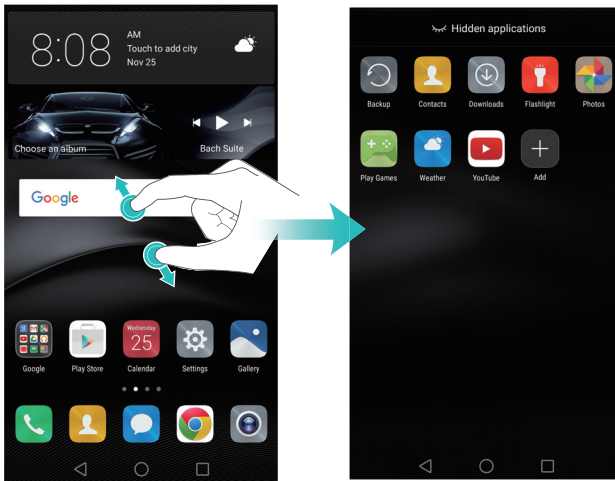 8:08
AM
Touch to add city
Nov 25
Choose an album
Bach Suite
Google
Wednesday
25
Google
Play Store
Calendar
Settings
Gallery
Hidden applications
Backup
Contacts
Downloads
Flashlight
Photos
Play Games
Weather
YouTube
Add